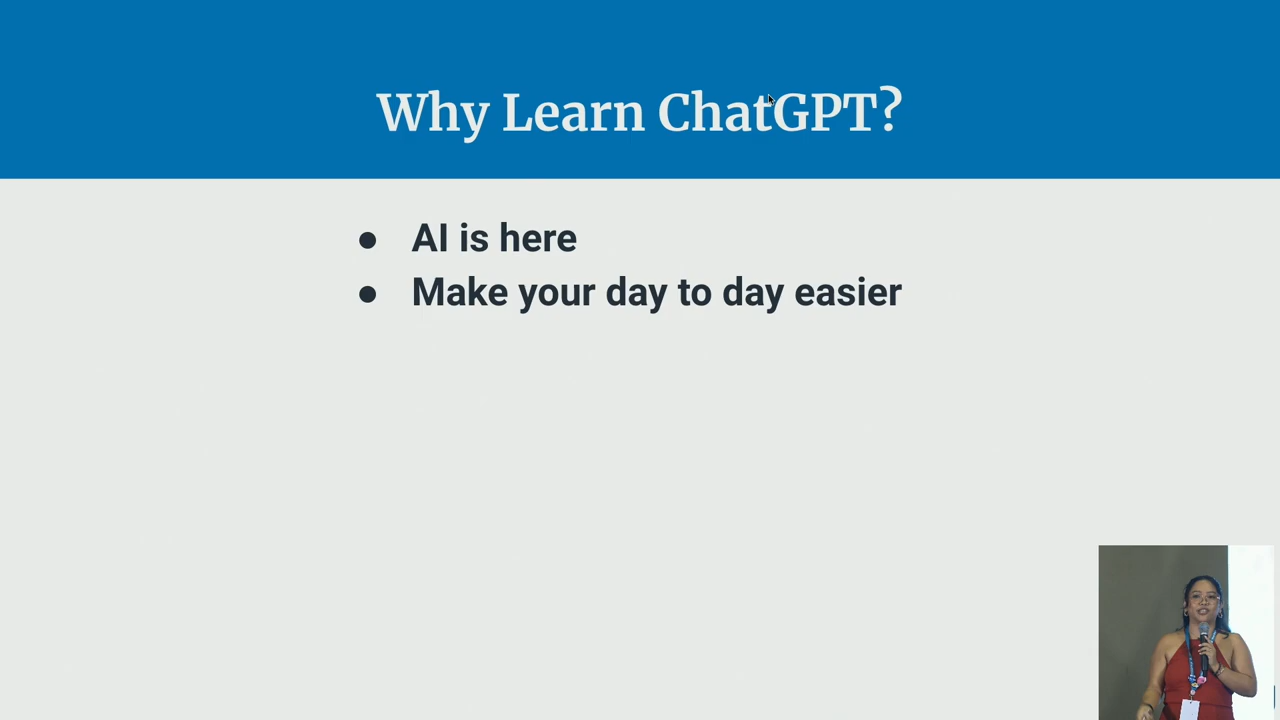 Why Learn ChatGPT?
● AI is here
● Make your day to day easier